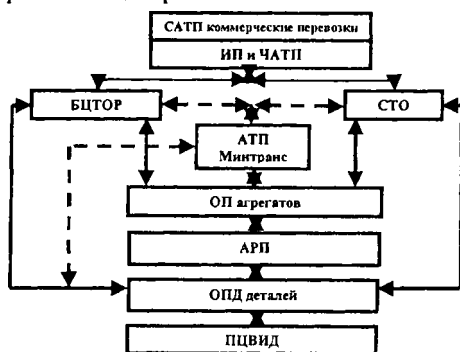 САТП коммерческие перевозки
ИП и ЧАТП
БЦТОР
СТО
АТП
Минтранс
ОП агрегатов
АРП
ОПД деталей
ПЦВИД